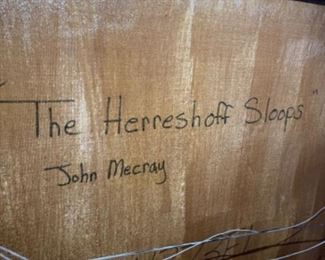 "The Herreshoff Sloops"
John Mecray